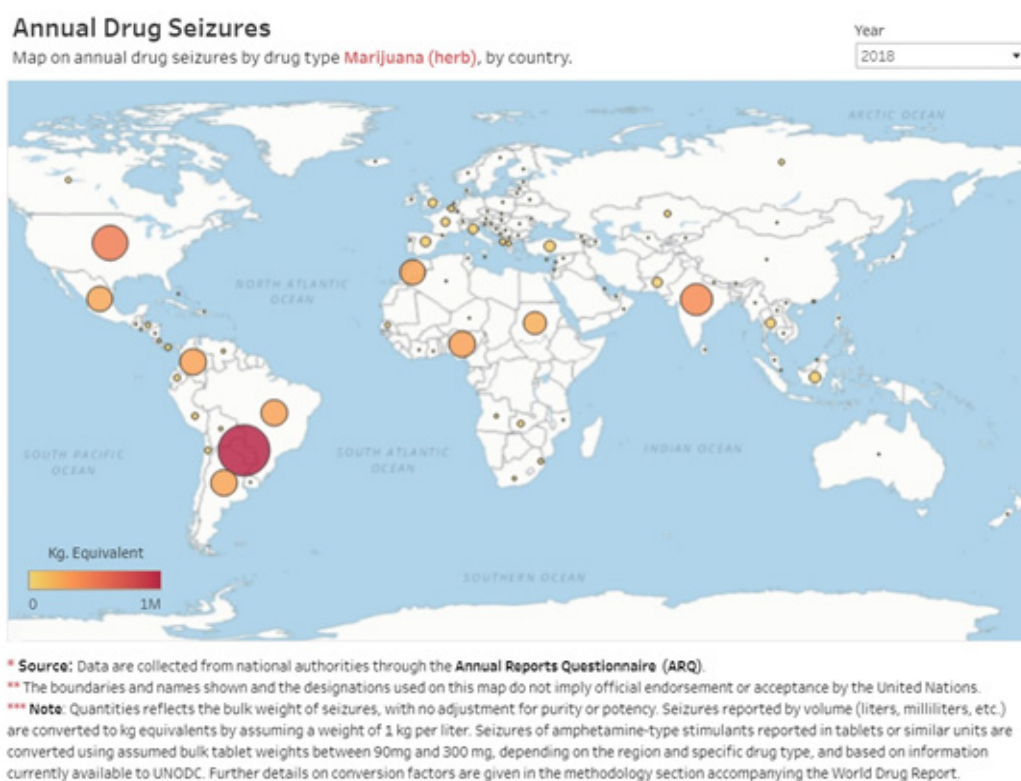 Annual Drug Seizures
Map on annual drug seizures by drug type Marijuana (herb), by country.
Year
2018
ARCTIC OCEAN
NORTH ATLANTIC
OCEAN
SOUTH PACIFIC
OCEAN
SOUTH ATLANTIC
OCEAN
INDIAN OCEAN
SOUTHERN OCEAN
Kg. Equivalent
0 1M
* Source: Data are collected from national authorities through the Annual Reports Questionnaire (ARQ).
** The boundaries and names shown and the designations used on this map do not imply official endorsement or acceptance by the United Nations.
*** Note: Quantities reflects the bulk weight of seizures, with no adjustment for purity or potency. Seizures reported by volume (liters, milliliters, etc.)
are converted to kg equivalents by assuming a weight of 1 kg per liter. Seizures of amphetamine-type stimulants reported in tablets or similar units are
converted using assumed bulk tablet weights between 90mg and 300 mg, depending on the region and specific drug type, and based on information
currently available to UNODC. Further details on conversion factors are given in the methodology section accompanying the World Drug Report.